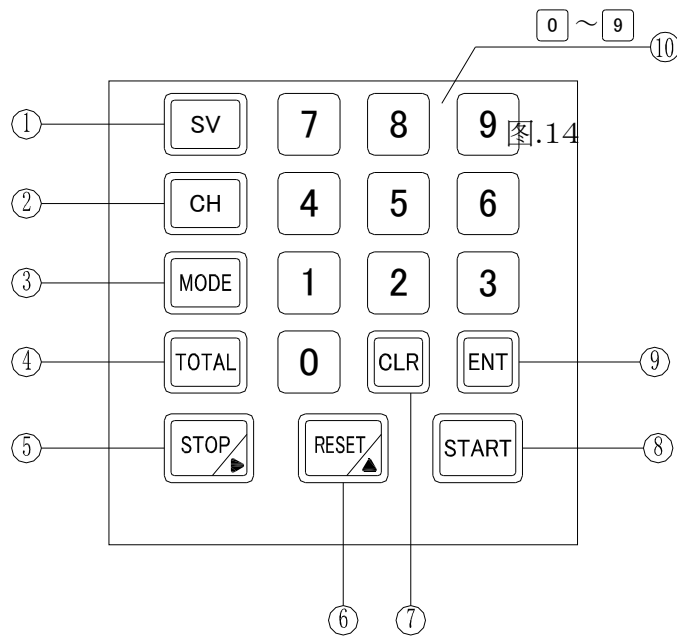 0 ～ 9
⑩
① SV 7 8 9 图.14
② CH 4 5 6
③ MODE 1 2 3
④ TOTAL 0 CLR ENT ⑨
⑤ STOP RESET START ⑧
⑥ ⑦